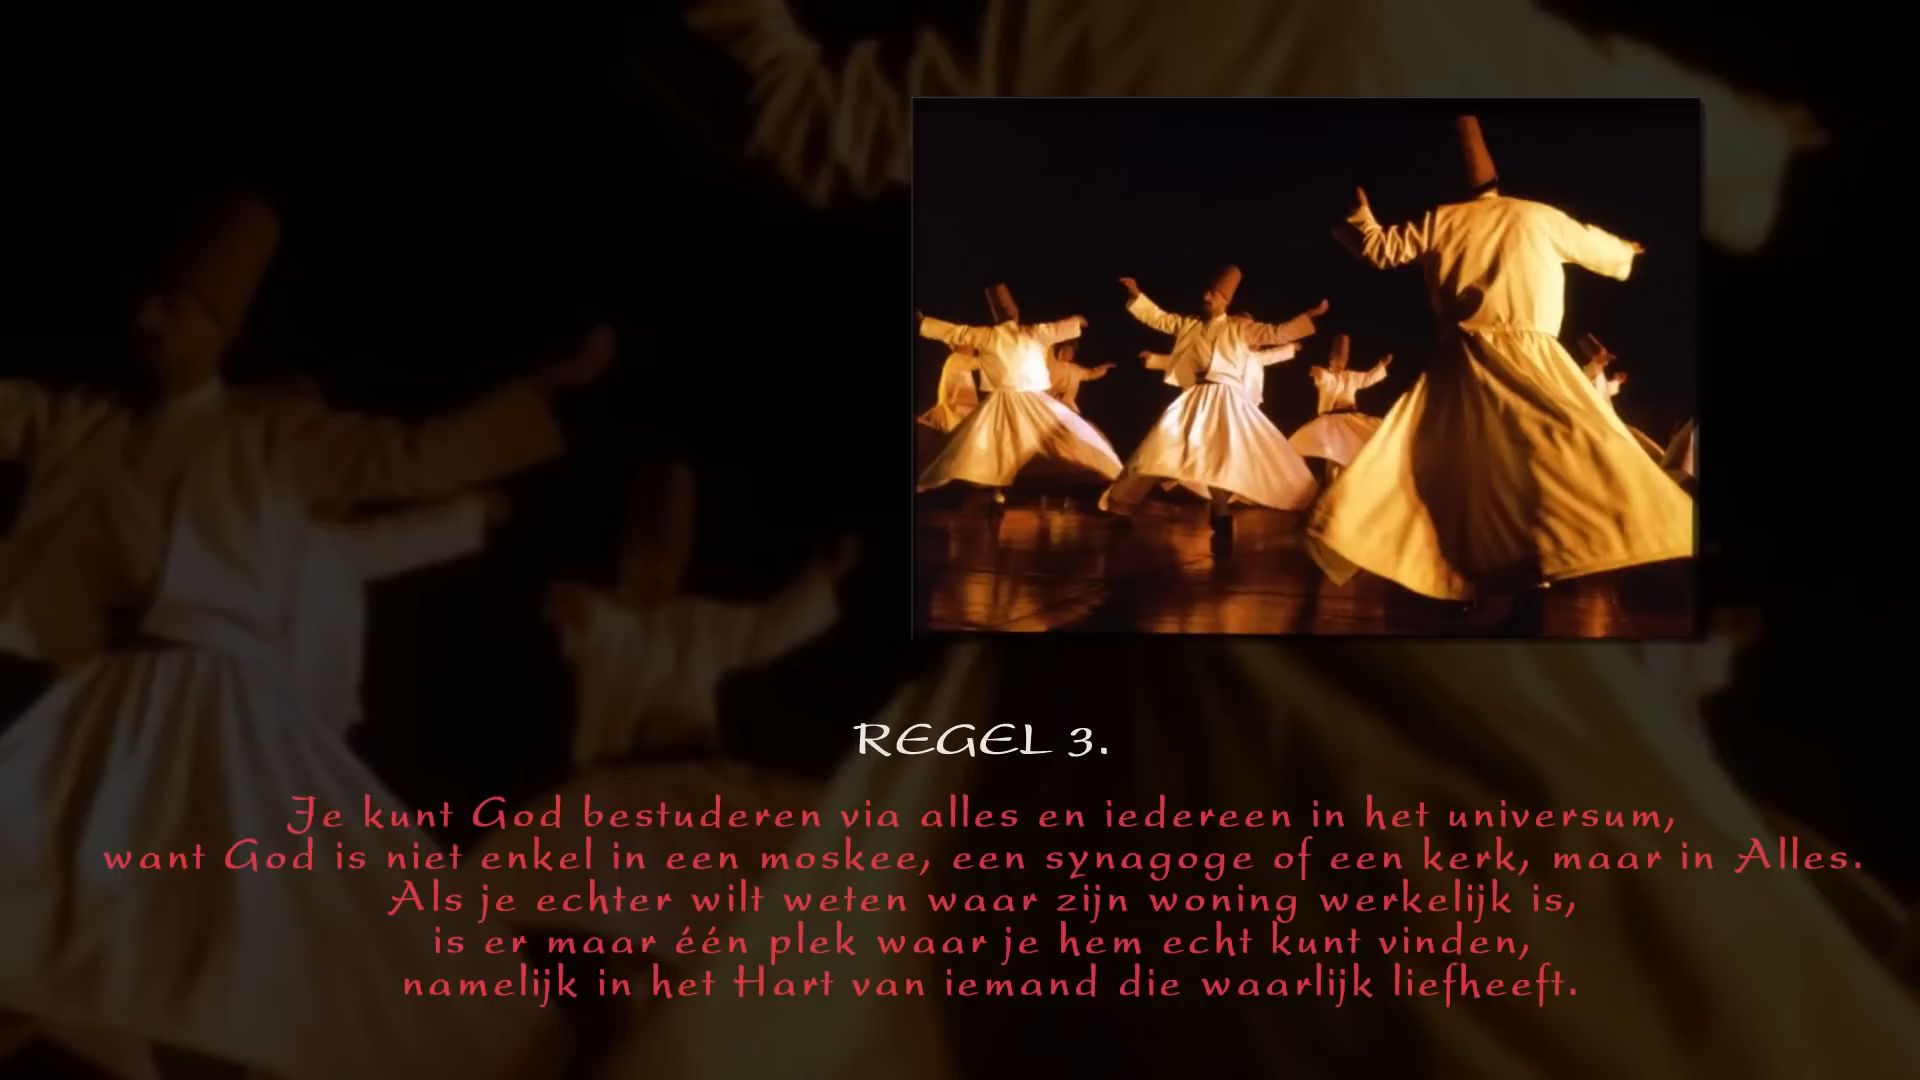 REGEL 3.
Je kunt God bestuderen via alles en iedereen in het universum,
want God is niet enkel in een moskee, een synagoge of een kerk, maar in Alles.
Als je echter wilt weten waar zijn woning werkelijk is,
is er maar één plek waar je hem echt kunt vinden,
namelijk in het Hart van iemand die waarlijk liefheeft.